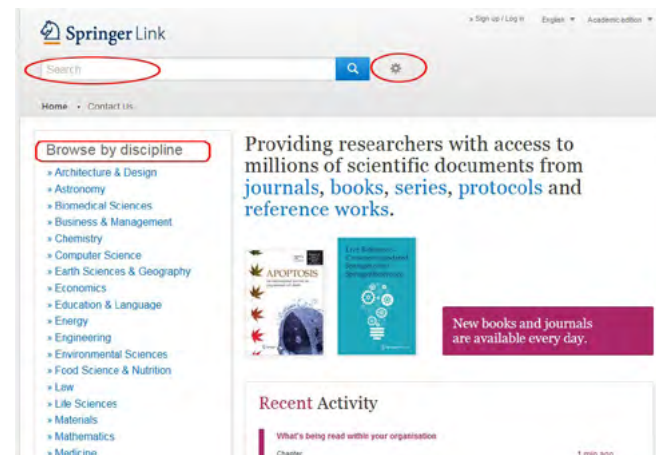 » Sign up / Log in English Academic edition
Springer Link
Search
Home • Contact Us
Browse by discipline
» Architecture & Design
» Astronomy
» Biomedical Sciences
» Business & Management
» Chemistry
» Computer Science
» Earth Sciences & Geography
» Economics
» Education & Language
» Energy
» Engineering
» Environmental Sciences
» Food Science & Nutrition
» Law
» Life Sciences
» Materials
» Mathematics
» Medicine
Providing researchers with access to
millions of scientific documents from
journals, books, series, protocols and
reference works.
APOPTOSIS
New books and journals
are available every day.
Recent Activity
What's being read within your organisation
Chapter 1 min ago